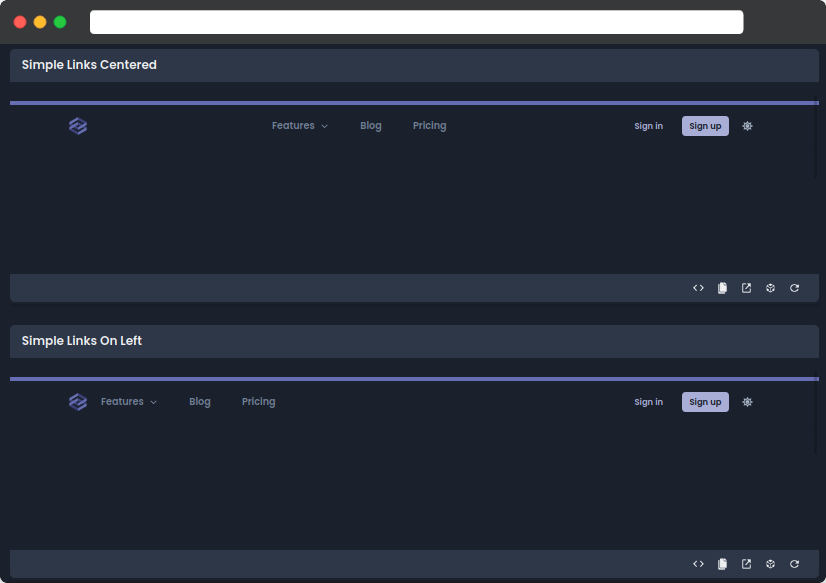 Simple Links Centered
Features Blog Pricing Sign in Sign up
Simple Links On Left
Features Blog Pricing Sign in Sign up